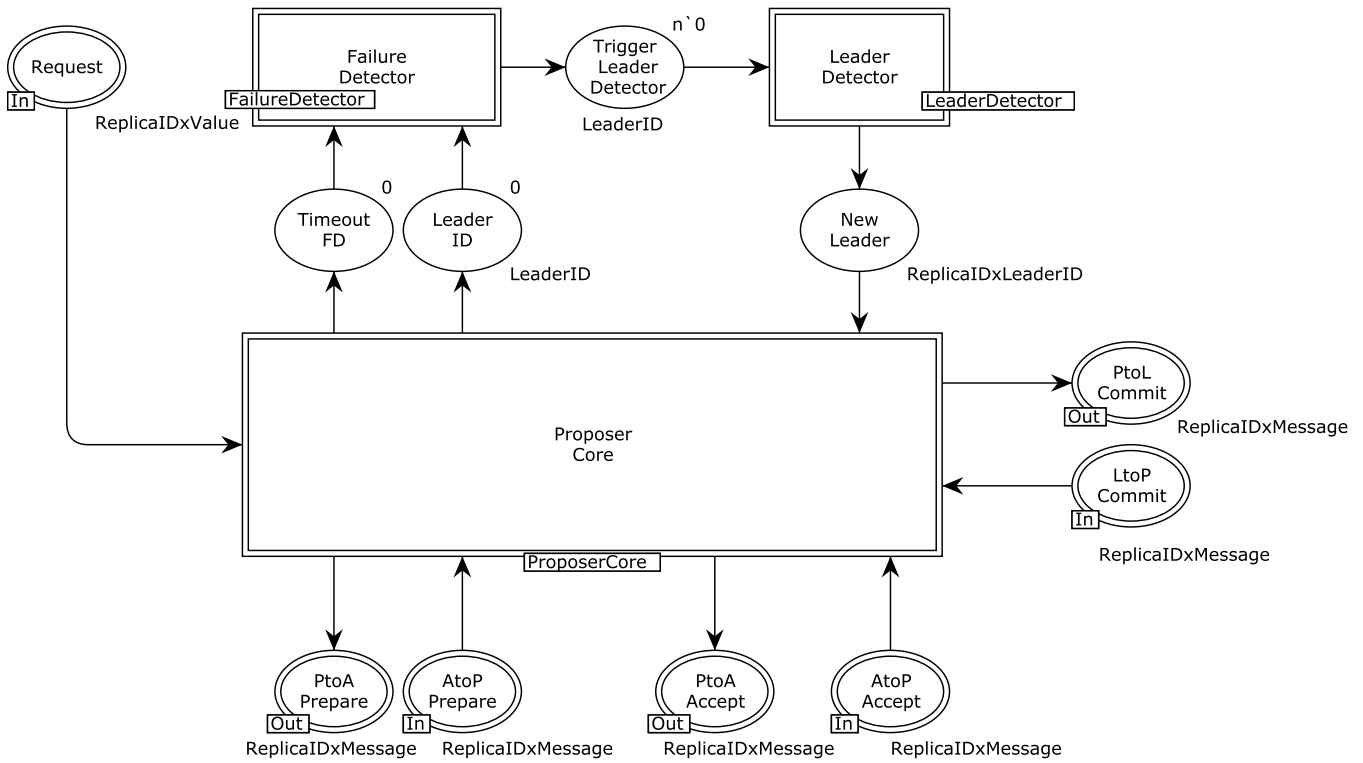 Request
In
ReplicaIDxValue
Failure
Detector
FailureDetector
Trigger
Leader
Detector
n`0
LeaderID
Leader
Detector
LeaderDetector
Timeout
FD
0
Leader
ID
0
LeaderID
New
Leader
ReplicaIDxLeaderID
Proposer
Core
ProposerCore
PtoL
Commit
Out
ReplicaIDxMessage
LtoP
Commit
In
ReplicaIDxMessage
PtoA
Prepare
Out
ReplicaIDxMessage
AtoP
Prepare
In
ReplicaIDxMessage
PtoA
Accept
Out
ReplicaIDxMessage
AtoP
Accept
In
ReplicaIDxMessage